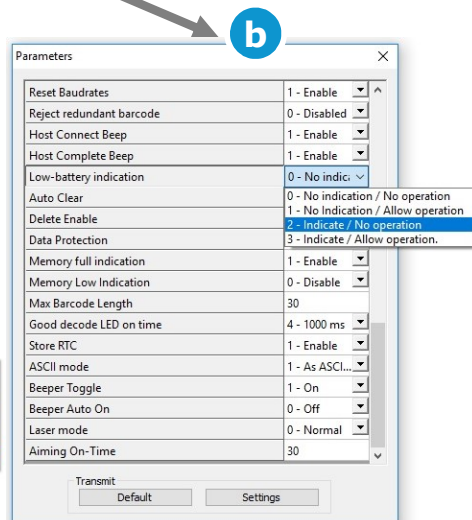 b
Parameters
Reset Baudrates 1 - Enable
Reject redundant barcode 0 - Disabled
Host Connect Beep 1 - Enable
Host Complete Beep 1 - Enable
Low-battery indication 0 - No indic
Auto Clear 0 - No indication / No operation
1 - No Indication / Allow operation
Delete Enable 2 - Indicate / No operation
Data Protection 3 - Indicate / Allow operation.
Memory full indication 1 - Enable
Memory Low Indication 0 - Disable
Max Barcode Length 30
Good decode LED on time 4 - 1000 ms
Store RTC 1 - Enable
ASCII mode 1 - As ASCI...
Beeper Toggle 1 - On
Beeper Auto On 0 - Off
Laser mode 0 - Normal
Aiming On-Time 30
Transmit
Default Settings